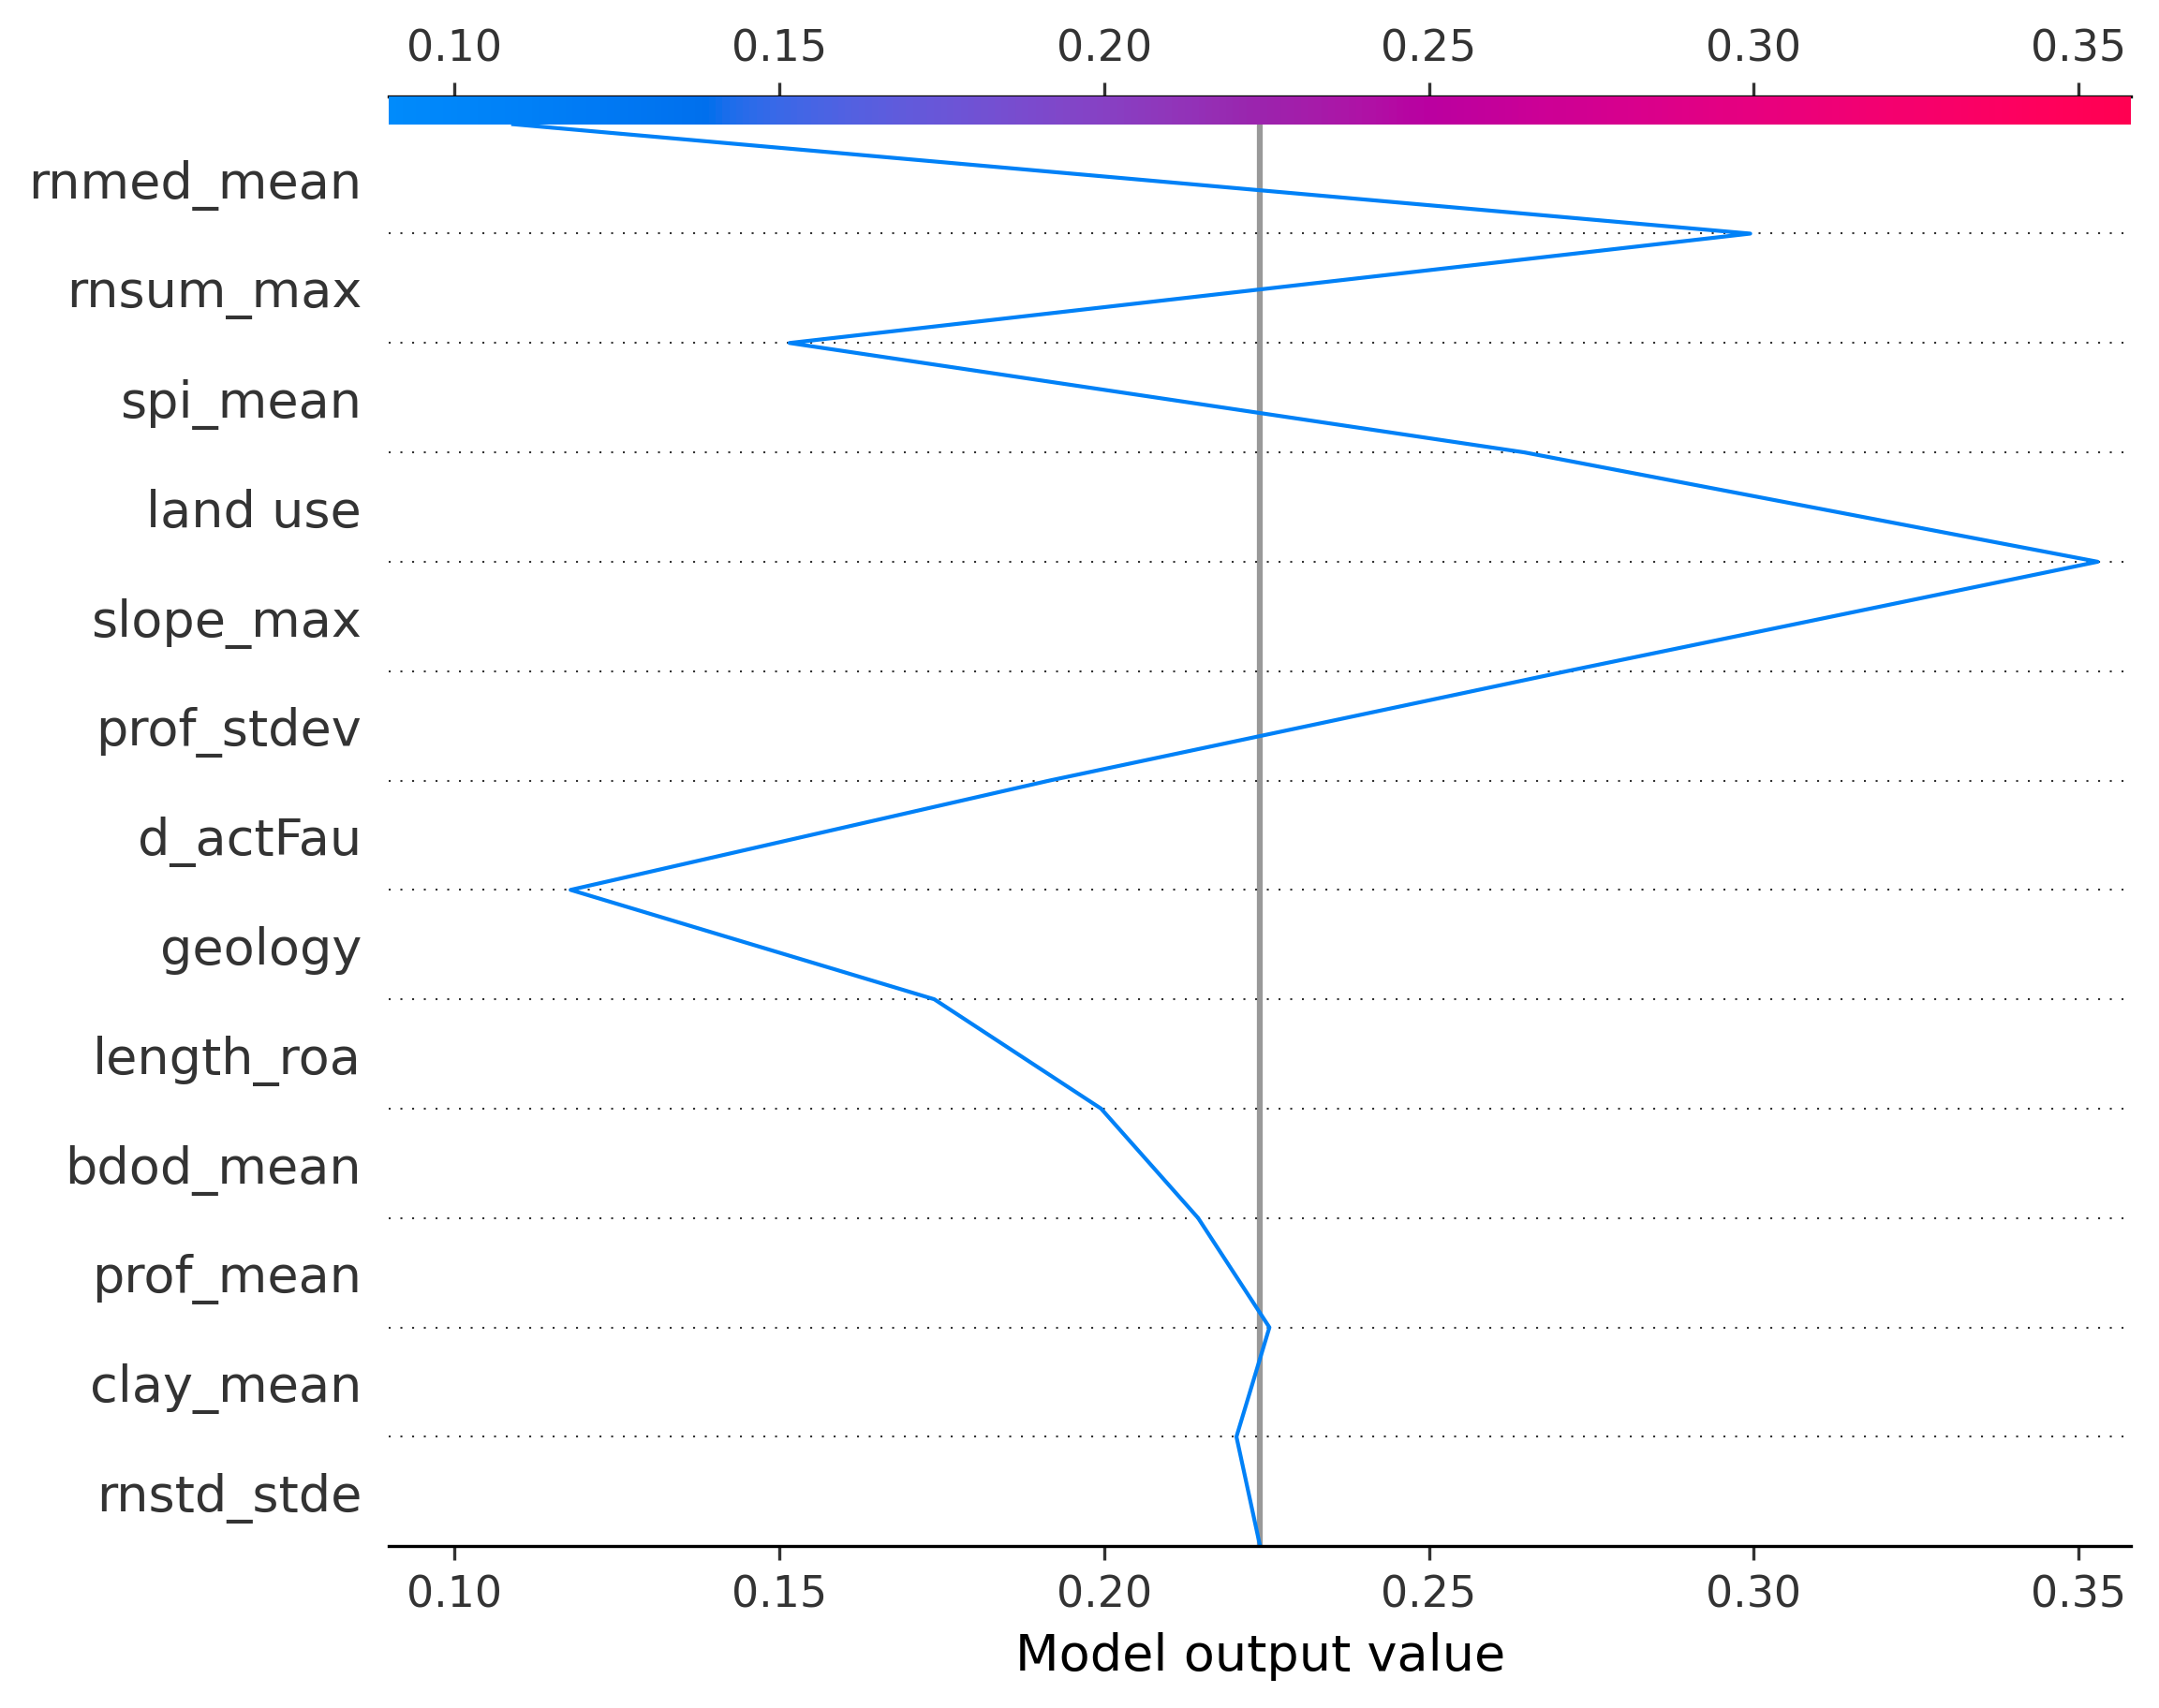 0.10 0.15 0.20 0.25 0.30 0.35
rnmed_mean
rnsum_max
spi_mean
land use
slope_max
prof_stdev
d_actFau
geology
length_roa
bdod_mean
prof_mean
clay_mean
rnstd_stde
0.10 0.15 0.20 0.25 0.30 0.35
Model output value